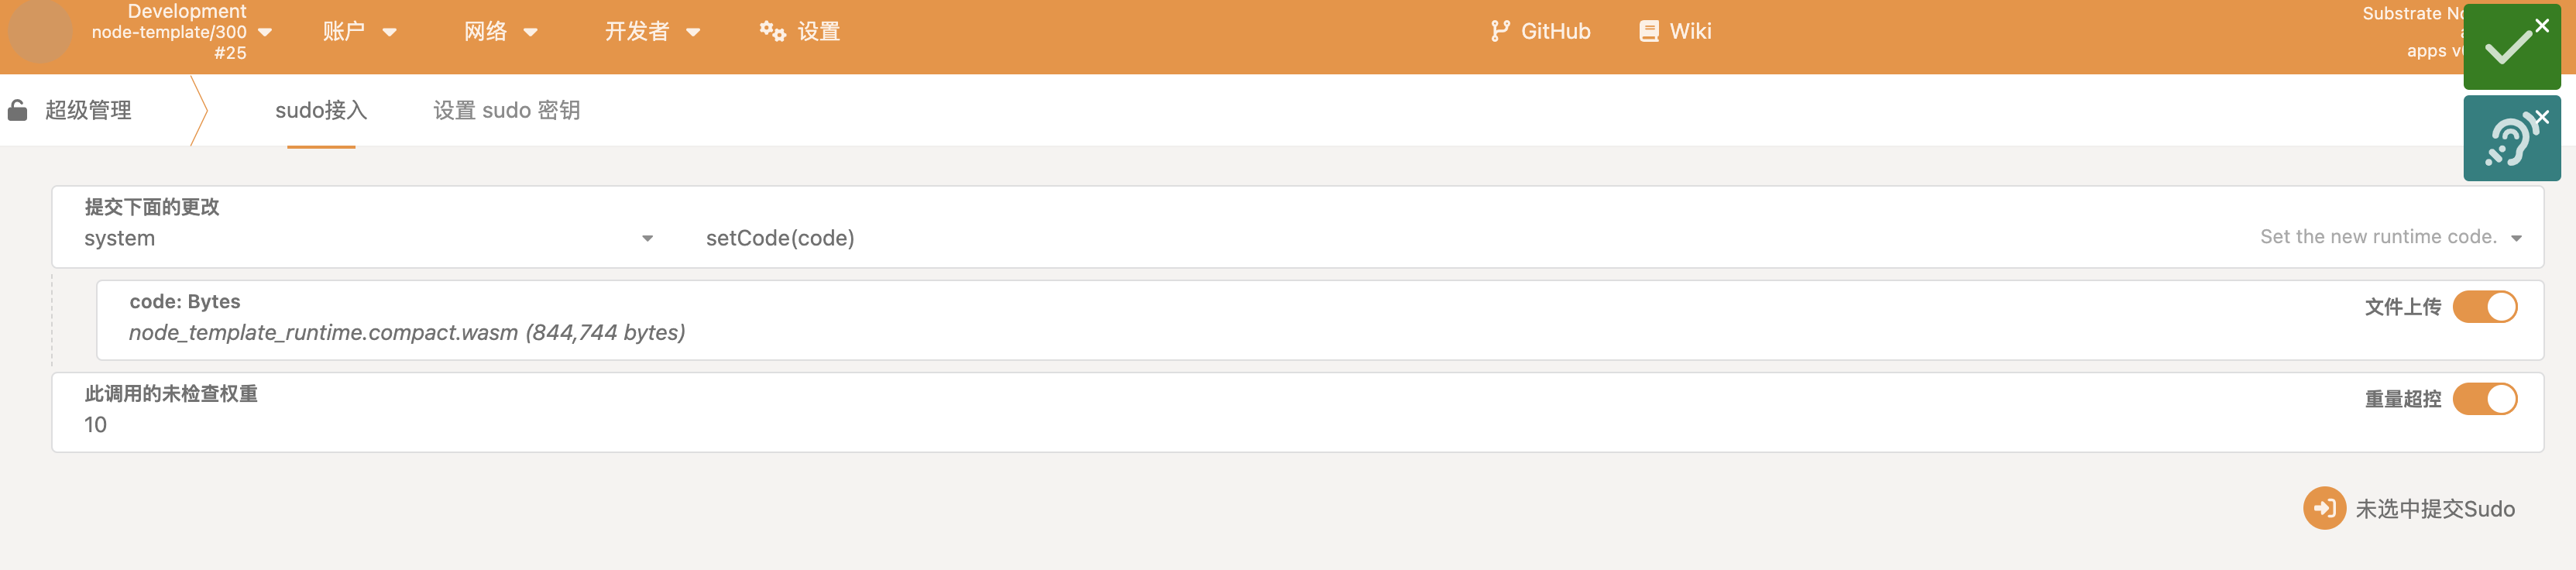 Development
node-template/300
#25
账户
网络
开发者
设置
GitHub
Wiki
Substrate
apps
超级管理
sudo接入
设置 sudo 密钥
提交下面的更改
system
setCode(code)
Set the new runtime code.
code: Bytes
node_template_runtime.compact.wasm (844,744 bytes)
文件上传
此调用的未检查权重
10
重量超控
未选中提交Sudo